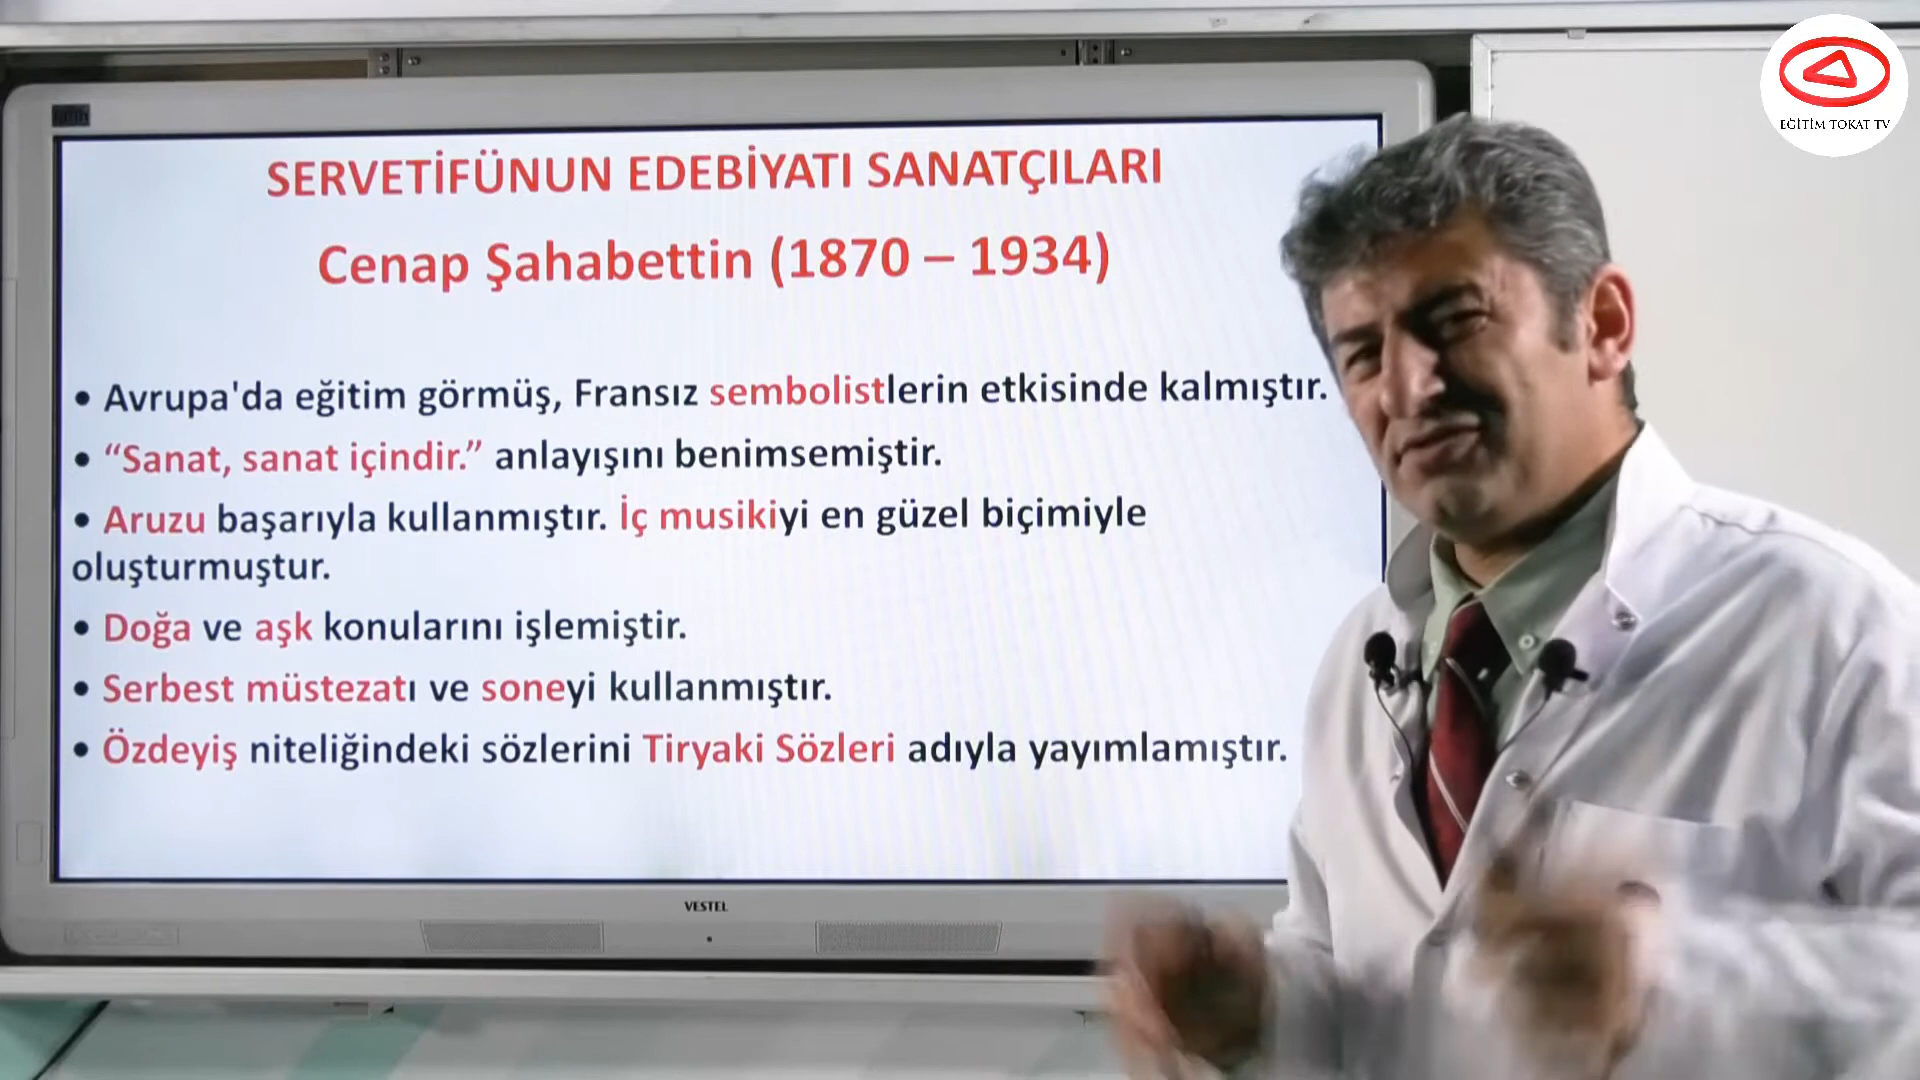 EĞİTİM TOKAT TV
SERVETİFÜNUN EDEBİYATI SANATÇILARI
Cenap Şahabettin (1870 – 1934)
• Avrupa'da eğitim görmüş, Fransız sembolistlerin etkisinde kalmıştır.
• “Sanat, sanat içindir.” anlayışını benimsemiştir.
• Aruzu başarıyla kullanmıştır. İç musikiyi en güzel biçimiyle
oluşturmuştur.
• Doğa ve aşk konularını işlemiştir.
• Serbest müstezatı ve soneyi kullanmıştır.
• Özdeyiş niteliğindeki sözlerini Tiryaki Sözleri adıyla yayımlamıştır.
VESTEL